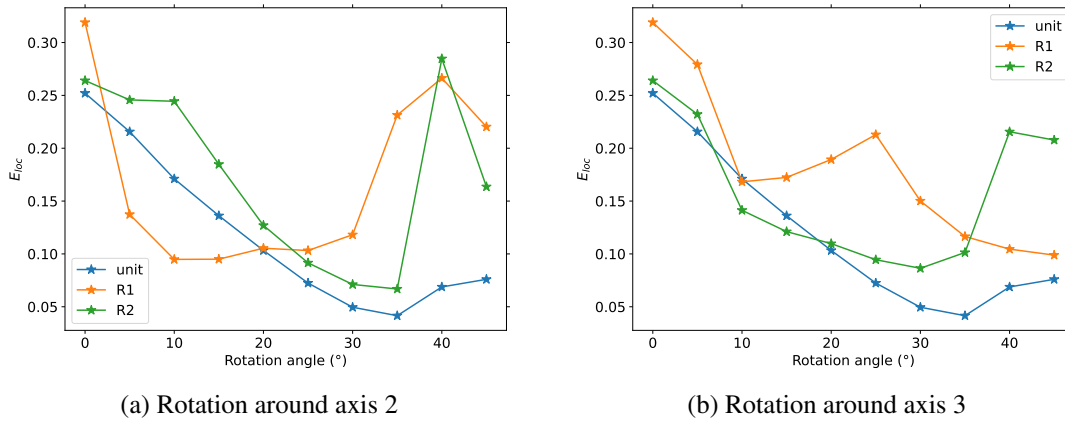 0.30
0.25
0.20
0.15
0.10
0.05
E_loc
unit
R1
R2
0 10 20 30 40
Rotation angle (°)
(a) Rotation around axis 2
0.30
0.25
0.20
0.15
0.10
0.05
E_loc
unit
R1
R2
0 10 20 30 40
Rotation angle (°)
(b) Rotation around axis 3